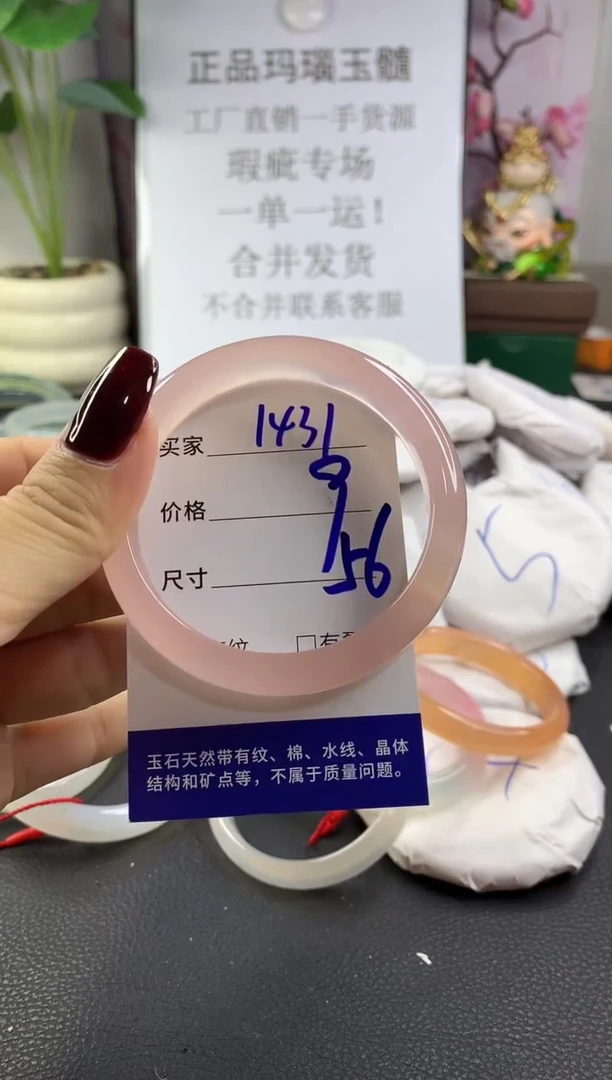 正品玛瑙玉髓
工厂直销一手货源
瑕疵专场
一单一运！
合并发货
不合并联系客服
买家 1431
价格
尺寸 56
纹 □有
玉石天然带有纹、棉、水线、晶体
结构和矿点等，不属于质量问题。
5